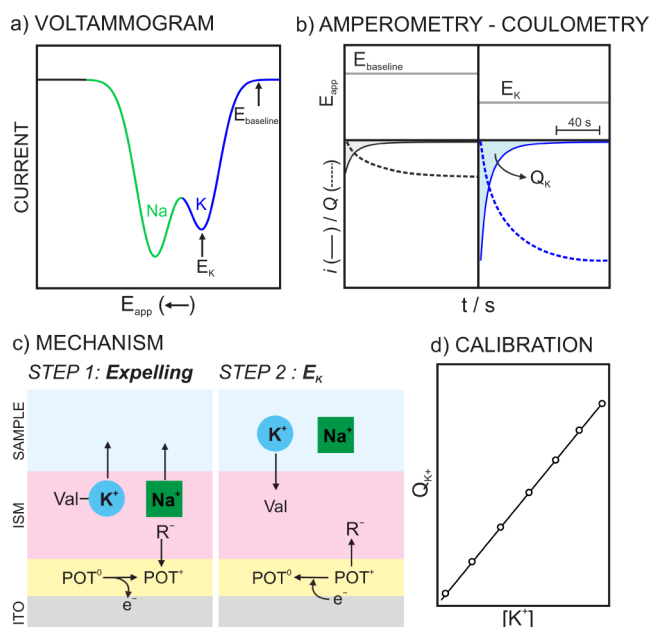 a) VOLTAMMOGRAM
CURRENT
Na
K
E_baseline
E_K
E_app (←)
b) AMPEROMETRY - COULOMETRY
E_app
E_baseline
E_K
40 s
i (—) / Q (-----)
Q_K
t / s
c) MECHANISM
STEP 1: Expelling
STEP 2 : E_K
SAMPLE
ISM
ITO
Val
K⁺
Na⁺
R⁻
POT⁰
POT⁺
e⁻
K⁺
Na⁺
Val
R⁻
POT⁰
POT⁺
e⁻
d) CALIBRATION
Q_K+
[K⁺]